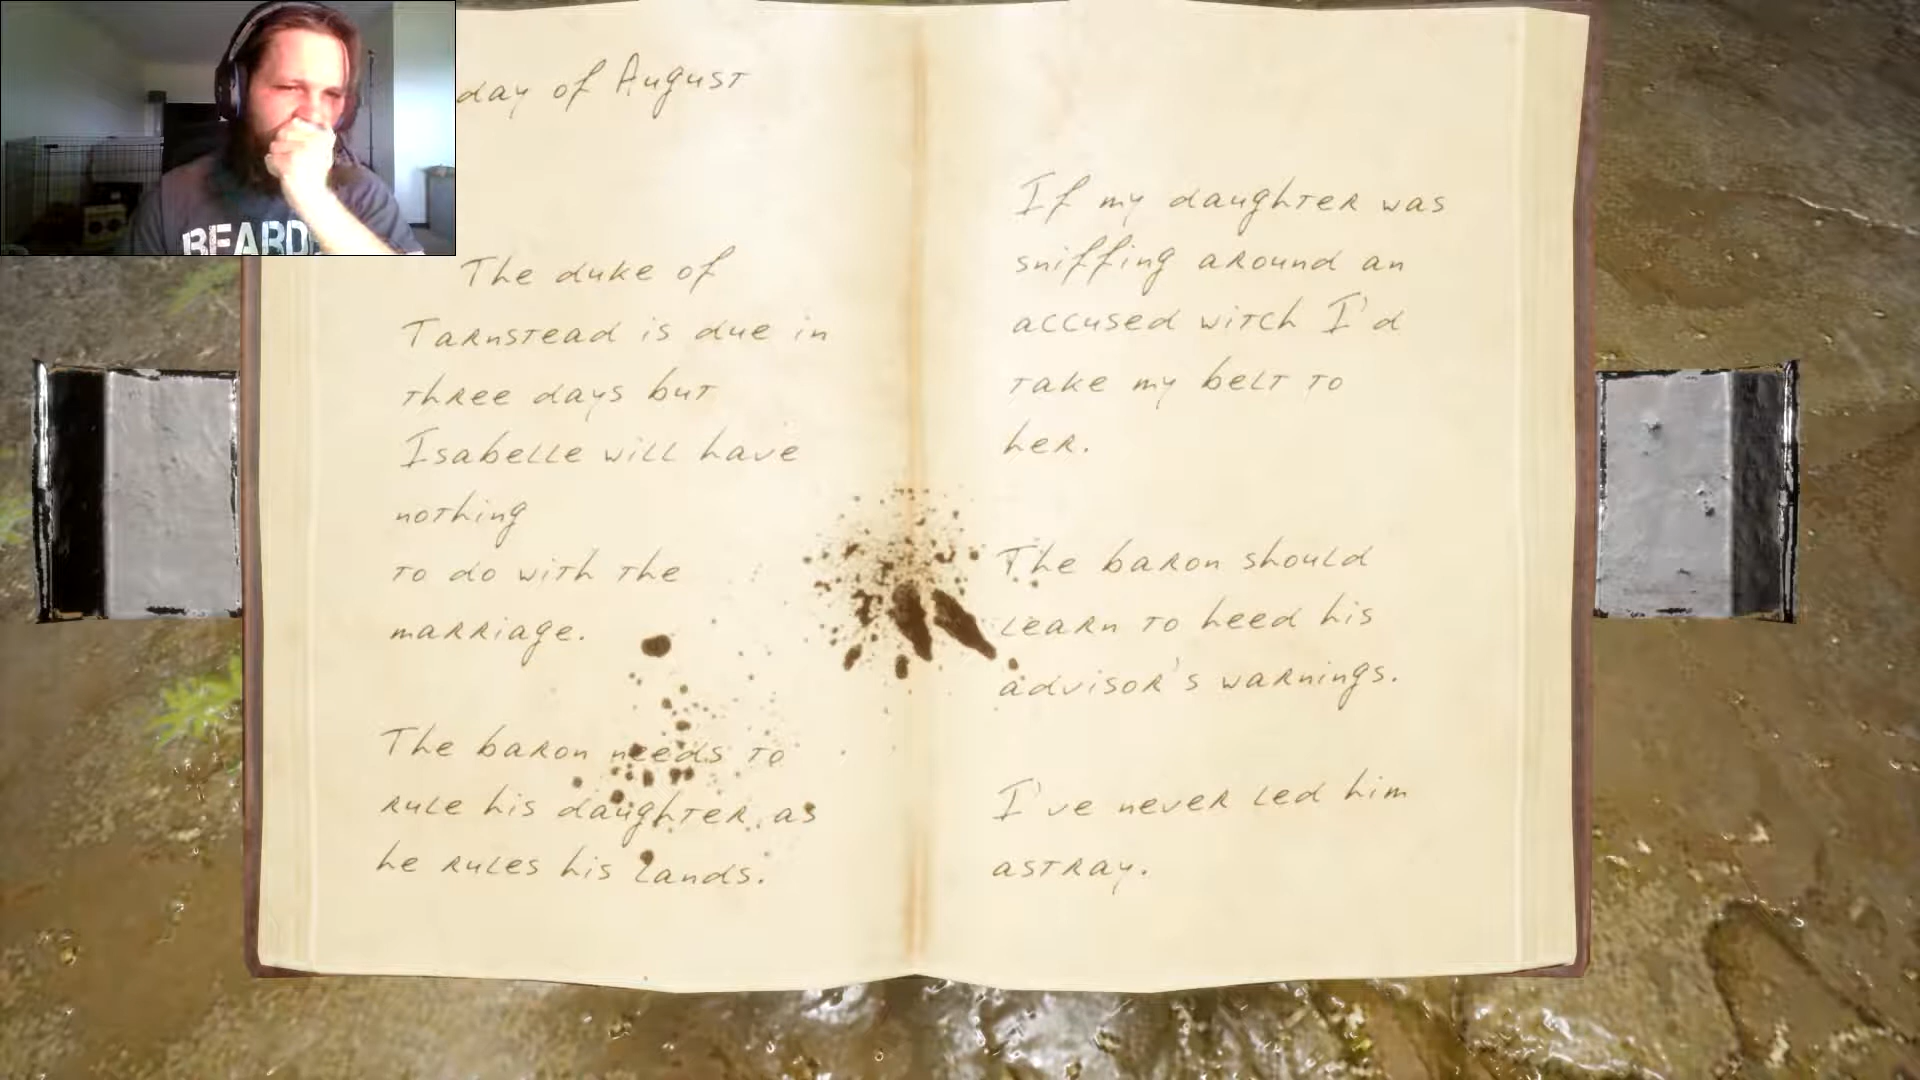 BEARD
day of August
The duke of
Tarnstead is due in
three days but
Isabelle will have
nothing
to do with the
marriage.
The baron needs to
rule his daughter as
he rules his lands.
If my daughter was
sniffing around an
accused witch I'd
take my belt to
her.
The baron should
learn to heed his
advisor's warnings.
I've never led him
astray.